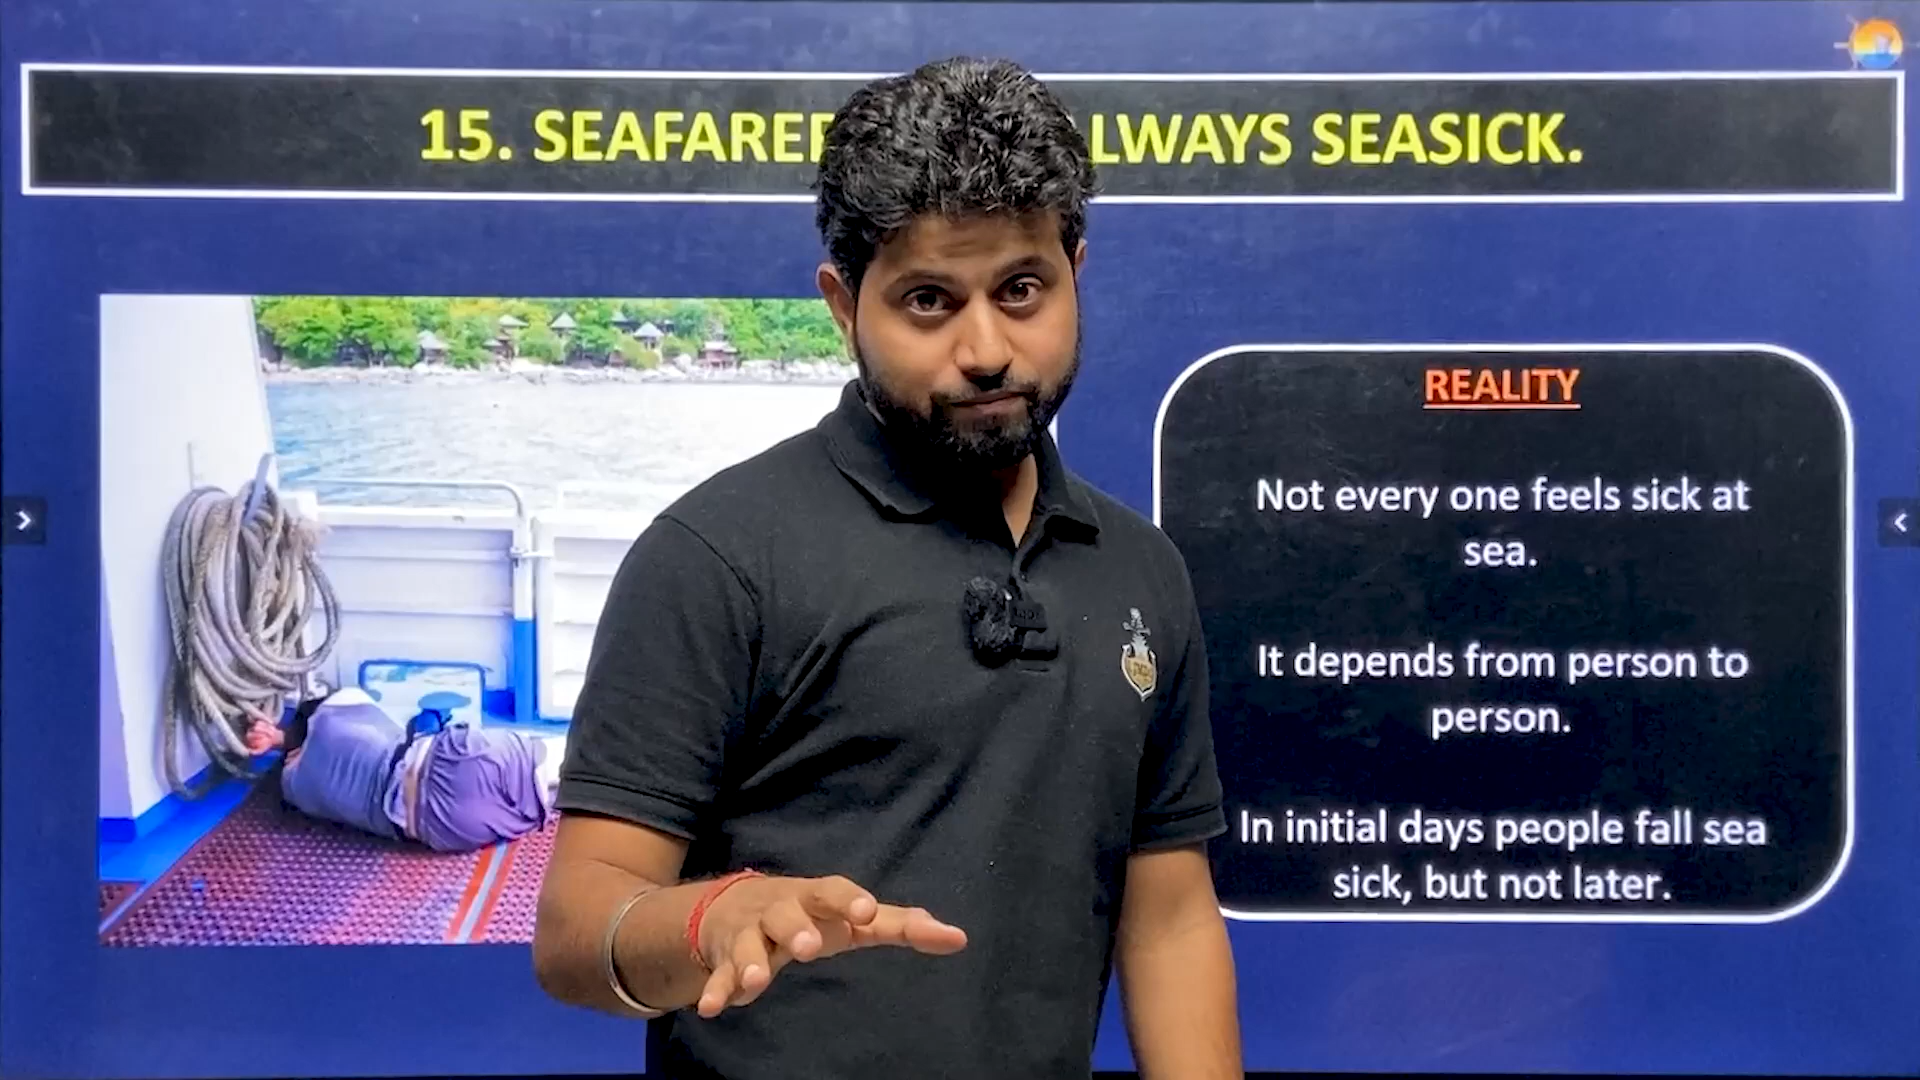 15. SEAFARER LWAYS SEASICK.
REALITY
Not every one feels sick at
sea.
It depends from person to
person.
In initial days people fall sea
sick, but not later.